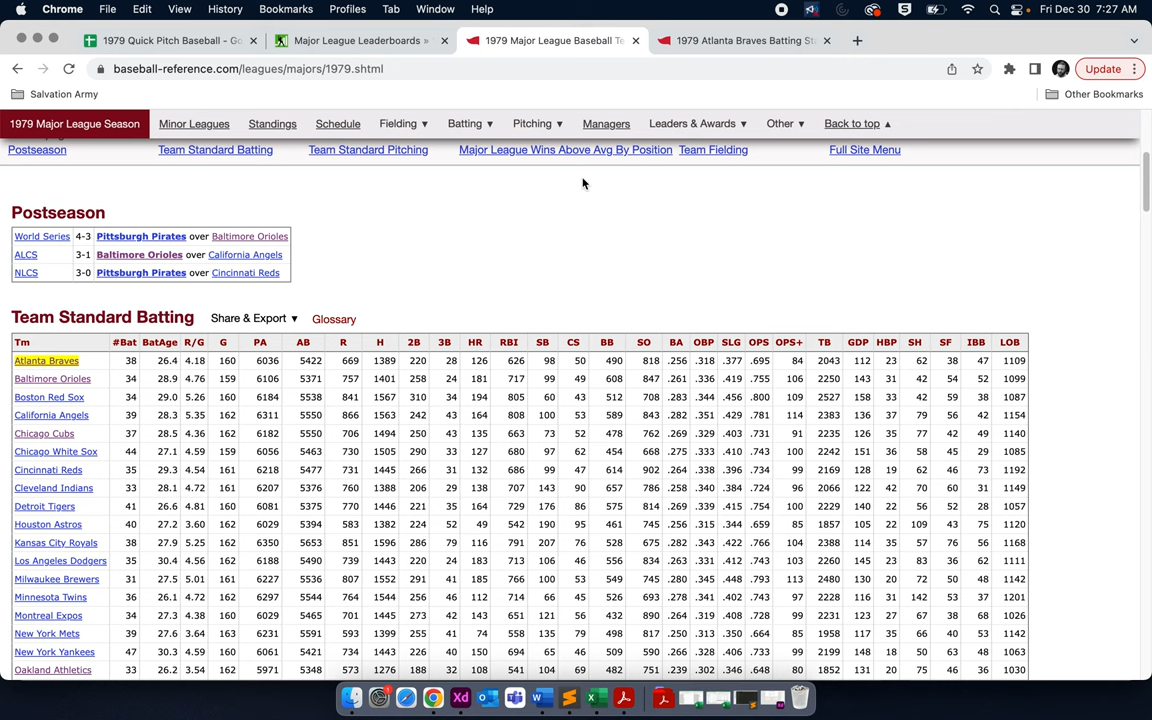 Chrome File Edit View History Bookmarks Profiles Tab Window Help Fri Dec 30 7:27 AM
1979 Quick Pitch Baseball - Go Major League Leaderboards » 1979 Major League Baseball Te 1979 Atlanta Braves Batting St
baseball-reference.com/leagues/majors/1979.shtml Update
Salvation Army Other Bookmarks
1979 Major League Season Minor Leagues Standings Schedule Fielding ▼ Batting ▼ Pitching ▼ Managers Leaders & Awards ▼ Other ▼ Back to top ▲
Postseason Team Standard Batting Team Standard Pitching Major League Wins Above Avg By Position Team Fielding Full Site Menu
Postseason
World Series 4-3 Pittsburgh Pirates over Baltimore Orioles
ALCS 3-1 Baltimore Orioles over California Angels
NLCS 3-0 Pittsburgh Pirates over Cincinnati Reds
Team Standard Batting Share & Export ▼ Glossary
Tm #Bat BatAge R/G G PA AB R H 2B 3B HR RBI SB CS BB SO BA OBP SLG OPS OPS+ TB GDP HBP SH SF IBB LOB
Atlanta Braves 38 26.4 4.18 160 6036 5422 669 1389 220 28 126 626 98 50 490 818 .256 .318 .377 .695 84 2043 112 23 62 38 47 1109
Baltimore Orioles 34 28.9 4.76 159 6106 5371 757 1401 258 24 181 717 99 49 608 847 .261 .336 .419 .755 106 2250 143 31 42 54 52 1099
Boston Red Sox 34 29.0 5.26 160 6184 5538 841 1567 310 34 194 805 60 43 512 708 .283 .344 .456 .800 109 2527 158 33 42 59 38 1087
California Angels 39 28.3 5.35 162 6311 5550 866 1563 242 43 164 808 100 53 589 843 .282 .351 .429 .781 114 2383 136 37 79 56 42 1154
Chicago Cubs 37 28.5 4.36 162 6182 5550 706 1494 250 43 135 663 73 52 478 762 .269 .329 .403 .731 91 2235 126 35 77 42 49 1140
Chicago White Sox 44 27.1 4.59 159 6056 5463 730 1505 290 33 127 680 97 62 454 668 .275 .333 .410 .743 100 2242 151 36 58 45 29 1085
Cincinnati Reds 35 29.3 4.54 161 6218 5477 731 1445 266 31 132 686 99 47 614 902 .264 .338 .396 .734 99 2169 128 19 62 46 73 1192
Cleveland Indians 33 28.1 4.72 161 6207 5376 760 1388 206 29 138 707 143 90 657 786 .258 .340 .384 .724 96 2066 122 42 70 60 31 1149
Detroit Tigers 41 26.6 4.81 160 6081 5375 770 1446 221 35 164 729 176 86 575 814 .269 .339 .415 .754 100 2229 140 22 56 52 28 1057
Houston Astros 40 27.2 3.60 162 6029 5394 583 1382 224 52 49 542 190 95 461 745 .256 .315 .344 .659 85 1857 105 22 109 43 75 1120
Kansas City Royals 38 27.9 5.25 162 6350 5653 851 1596 286 79 116 791 207 76 528 675 .282 .343 .422 .766 104 2388 114 35 57 76 56 1168
Los Angeles Dodgers 35 30.4 4.56 162 6188 5490 739 1443 220 24 183 713 106 46 556 834 .263 .331 .412 .743 103 2260 145 23 83 36 62 1111
Milwaukee Brewers 31 27.5 5.01 161 6227 5536 807 1552 291 41 185 766 100 53 549 745 .280 .345 .448 .793 113 2480 130 20 72 50 48 1142
Minnesota Twins 36 26.1 4.72 162 6297 5544 764 1544 256 46 112 714 66 45 526 693 .278 .341 .402 .743 97 2228 116 31 142 53 37 1201
Montreal Expos 34 27.3 4.38 160 6029 5465 701 1445 273 42 143 651 121 56 432 890 .264 .319 .408 .728 99 2231 123 27 67 38 68 1026
New York Mets 39 27.6 3.64 163 6231 5591 593 1399 255 41 74 558 135 79 498 817 .250 .313 .350 .664 85 1958 117 35 66 40 53 1142
New York Yankees 47 30.3 4.59 160 6061 5421 734 1443 226 40 150 694 65 46 509 590 .266 .328 .406 .733 99 2199 148 18 50 63 48 1063
Oakland Athletics 33 26.2 3.54 162 5971 5348 573 1276 188 32 108 541 104 69 482 751 .239 .302 .346 .648 80 1852 131 20 75 46 36 1030